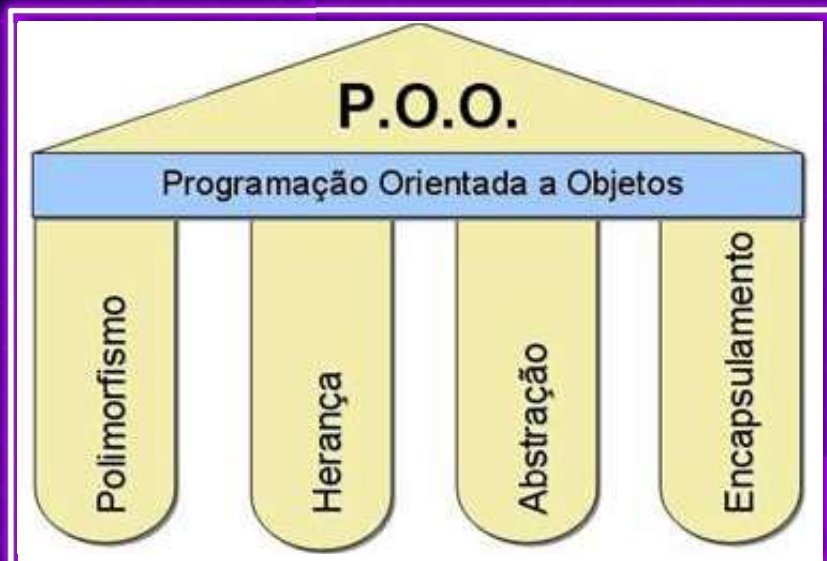 P.O.O.
Programação Orientada a Objetos
Polimorfismo
Herança
Abstração
Encapsulamento